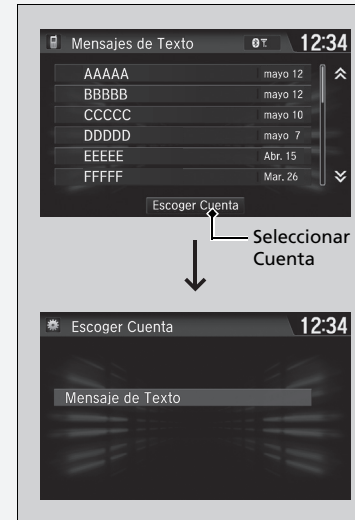 Mensajes de Texto 12:34
AAAAA mayo 12
BBBBB mayo 12
CCCCC mayo 10
DDDDD mayo 7
EEEEE Abr. 15
FFFFF Mar. 26
Escoger Cuenta
Seleccionar
Cuenta
Escoger Cuenta 12:34
Mensaje de Texto